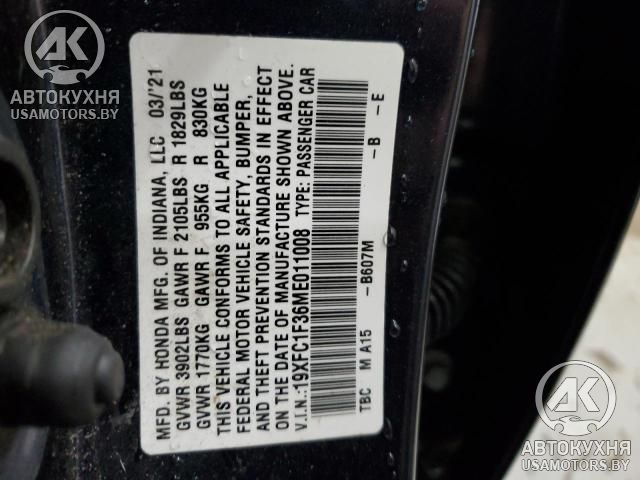 MFD. BY HONDA MFG. OF INDIANA, LLC 03/'21
GVWR 3902LBS GAWR F 2105LBS R 1829LBS
GVWR 1770KG GAWR F 955KG R 830KG
THIS VEHICLE CONFORMS TO ALL APPLICABLE
FEDERAL MOTOR VEHICLE SAFETY, BUMPER,
AND THEFT PREVENTION STANDARDS IN EFFECT
ON THE DATE OF MANUFACTURE SHOWN ABOVE.
V.I.N.:19XFC1F36ME011008 TYPE: PASSENGER CAR
TBC M A15 -B607M -B -E
АК
АВТОКУХНЯ
USAMOTORS.BY
АК
АВТОКУХНЯ
USAMOTORS.BY